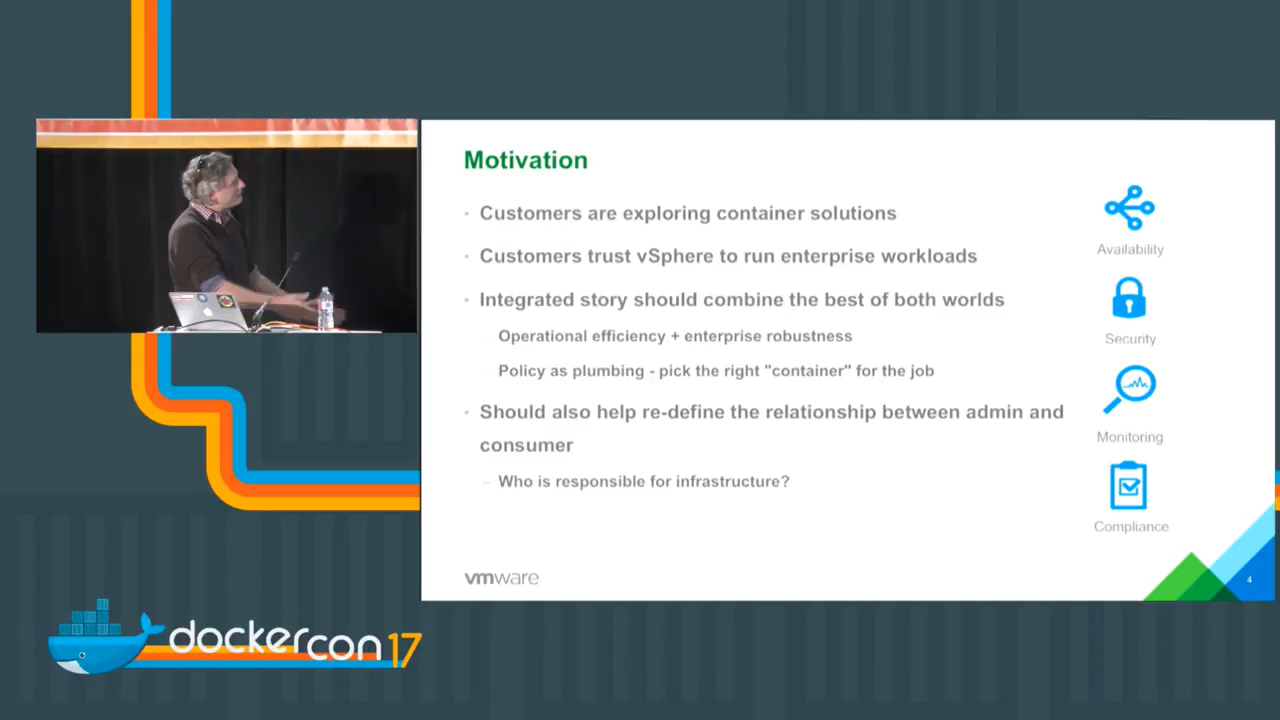 Motivation
Customers are exploring container solutions
Customers trust vSphere to run enterprise workloads
Integrated story should combine the best of both worlds
Operational efficiency + enterprise robustness
Policy as plumbing - pick the right "container" for the job
Should also help re-define the relationship between admin and
consumer
Who is responsible for infrastructure?
Availability
Security
Monitoring
Compliance
vmware
4
dockercon 17